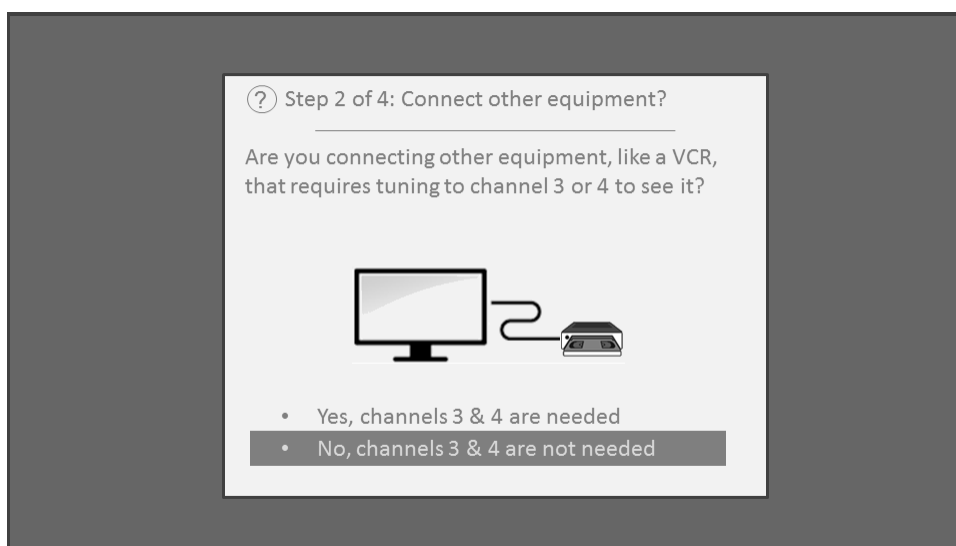 ? Step 2 of 4: Connect other equipment?
Are you connecting other equipment, like a VCR,
that requires tuning to channel 3 or 4 to see it?
• Yes, channels 3 & 4 are needed
• No, channels 3 & 4 are not needed